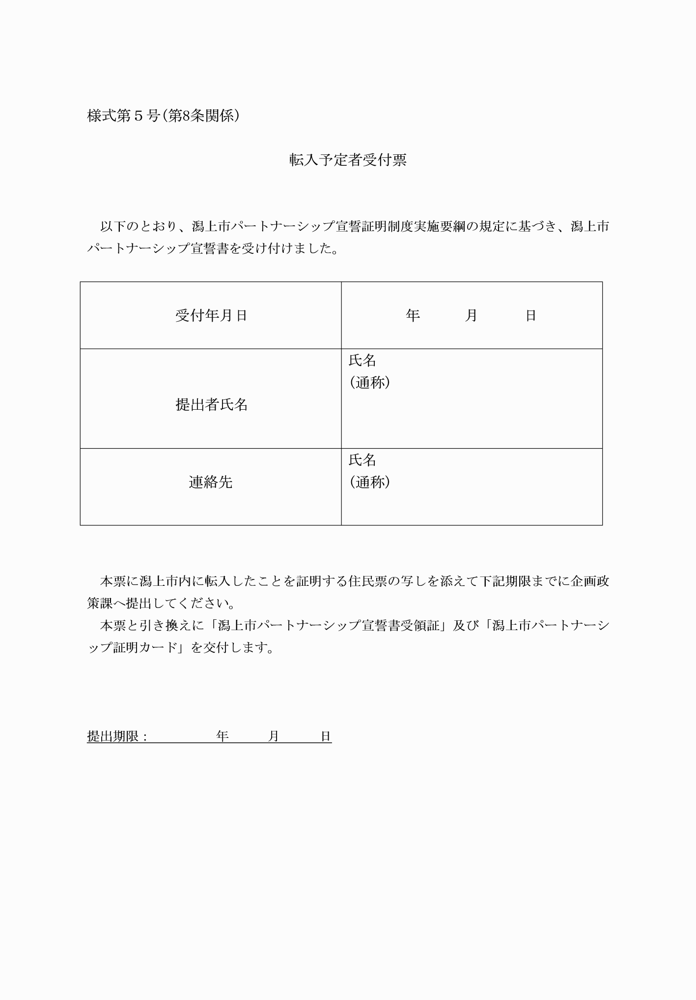 様式第５号(第8条関係)
転入予定者受付票
　以下のとおり、潟上市パートナーシップ宣誓証明制度実施要綱の規定に基づき、潟上市
パートナーシップ宣誓書を受け付けました。
受付年月日
年　　　月　　　日
提出者氏名
氏名
(通称)
連絡先
氏名
(通称)
　本票に潟上市内に転入したことを証明する住民票の写しを添えて下記期限までに企画政
策課へ提出してください。
　本票と引き換えに「潟上市パートナーシップ宣誓書受領証」及び「潟上市パートナーシ
ップ証明カード」を交付します。
提出期限：　　　　　年　　　月　　　日